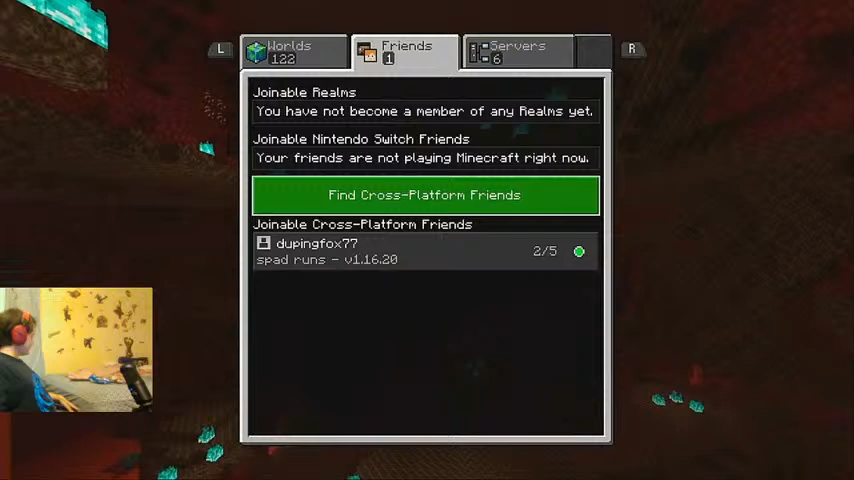 L
Worlds
122
Friends
1
Servers
6
R
Joinable Realms
You have not become a member of any Realms yet.
Joinable Nintendo Switch Friends
Your friends are not playing Minecraft right now.
Find Cross-Platform Friends
Joinable Cross-Platform Friends
dupingfox77
2/5
spad runs - v1.16.20